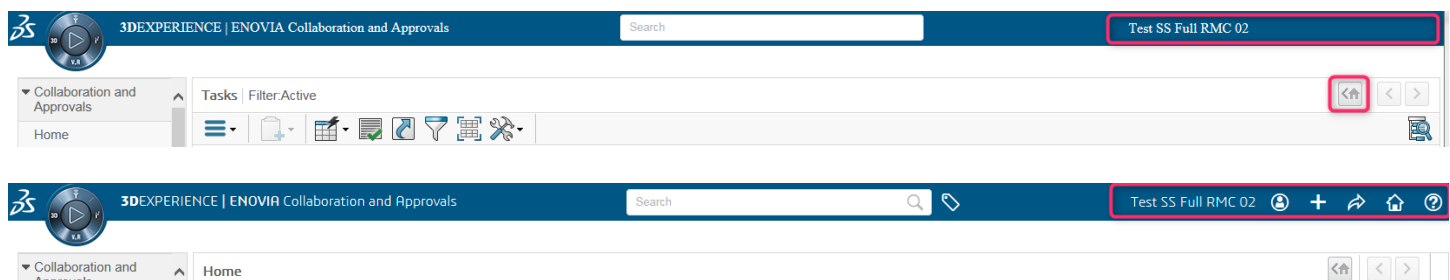 3DEXPERIENCE | ENOVIA Collaboration and Approvals Search Test SS Full RMC 02
Collaboration and Approvals
Tasks | Filter:Active
Home
3DEXPERIENCE | ENOVIA Collaboration and Approvals Search Test SS Full RMC 02
Collaboration and
Approvals
Home